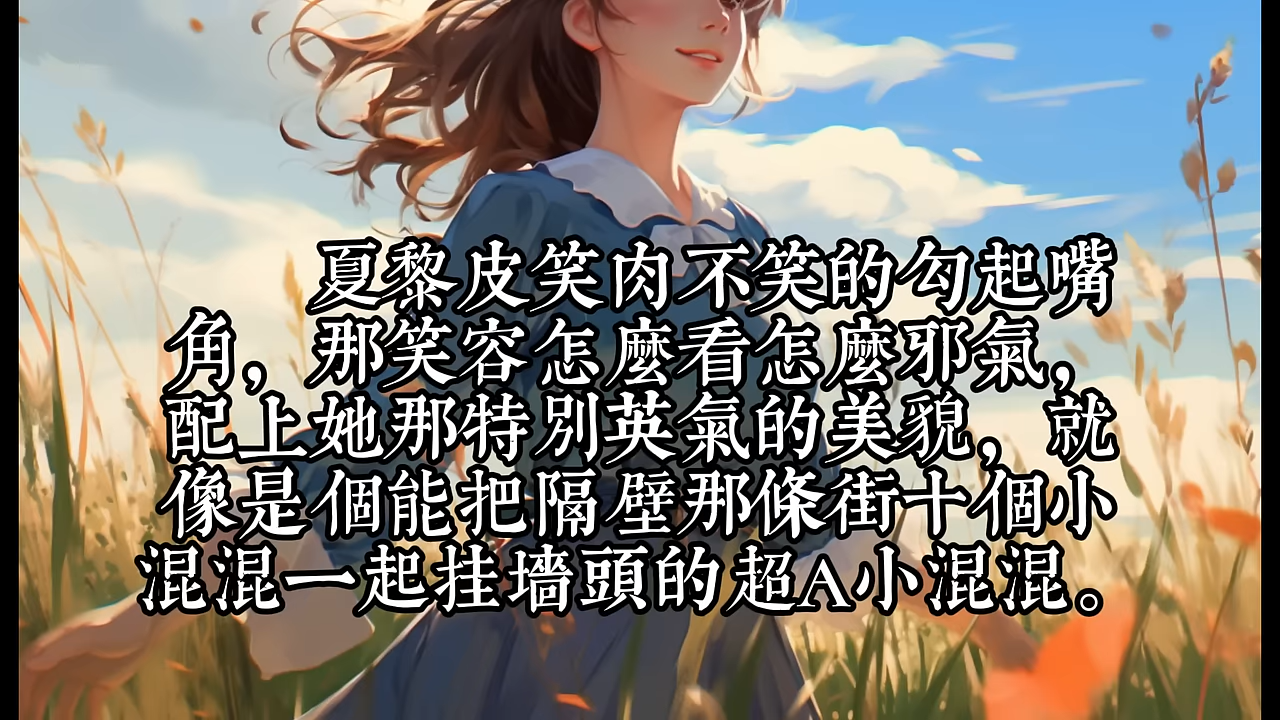 夏黎皮笑肉不笑的勾起嘴
角，那笑容怎麼看怎麼邪氣，
配上她那特別英氣的美貌，就
像是個能把隔壁那條街十個小
混混一起挂墻頭的超A小混混。